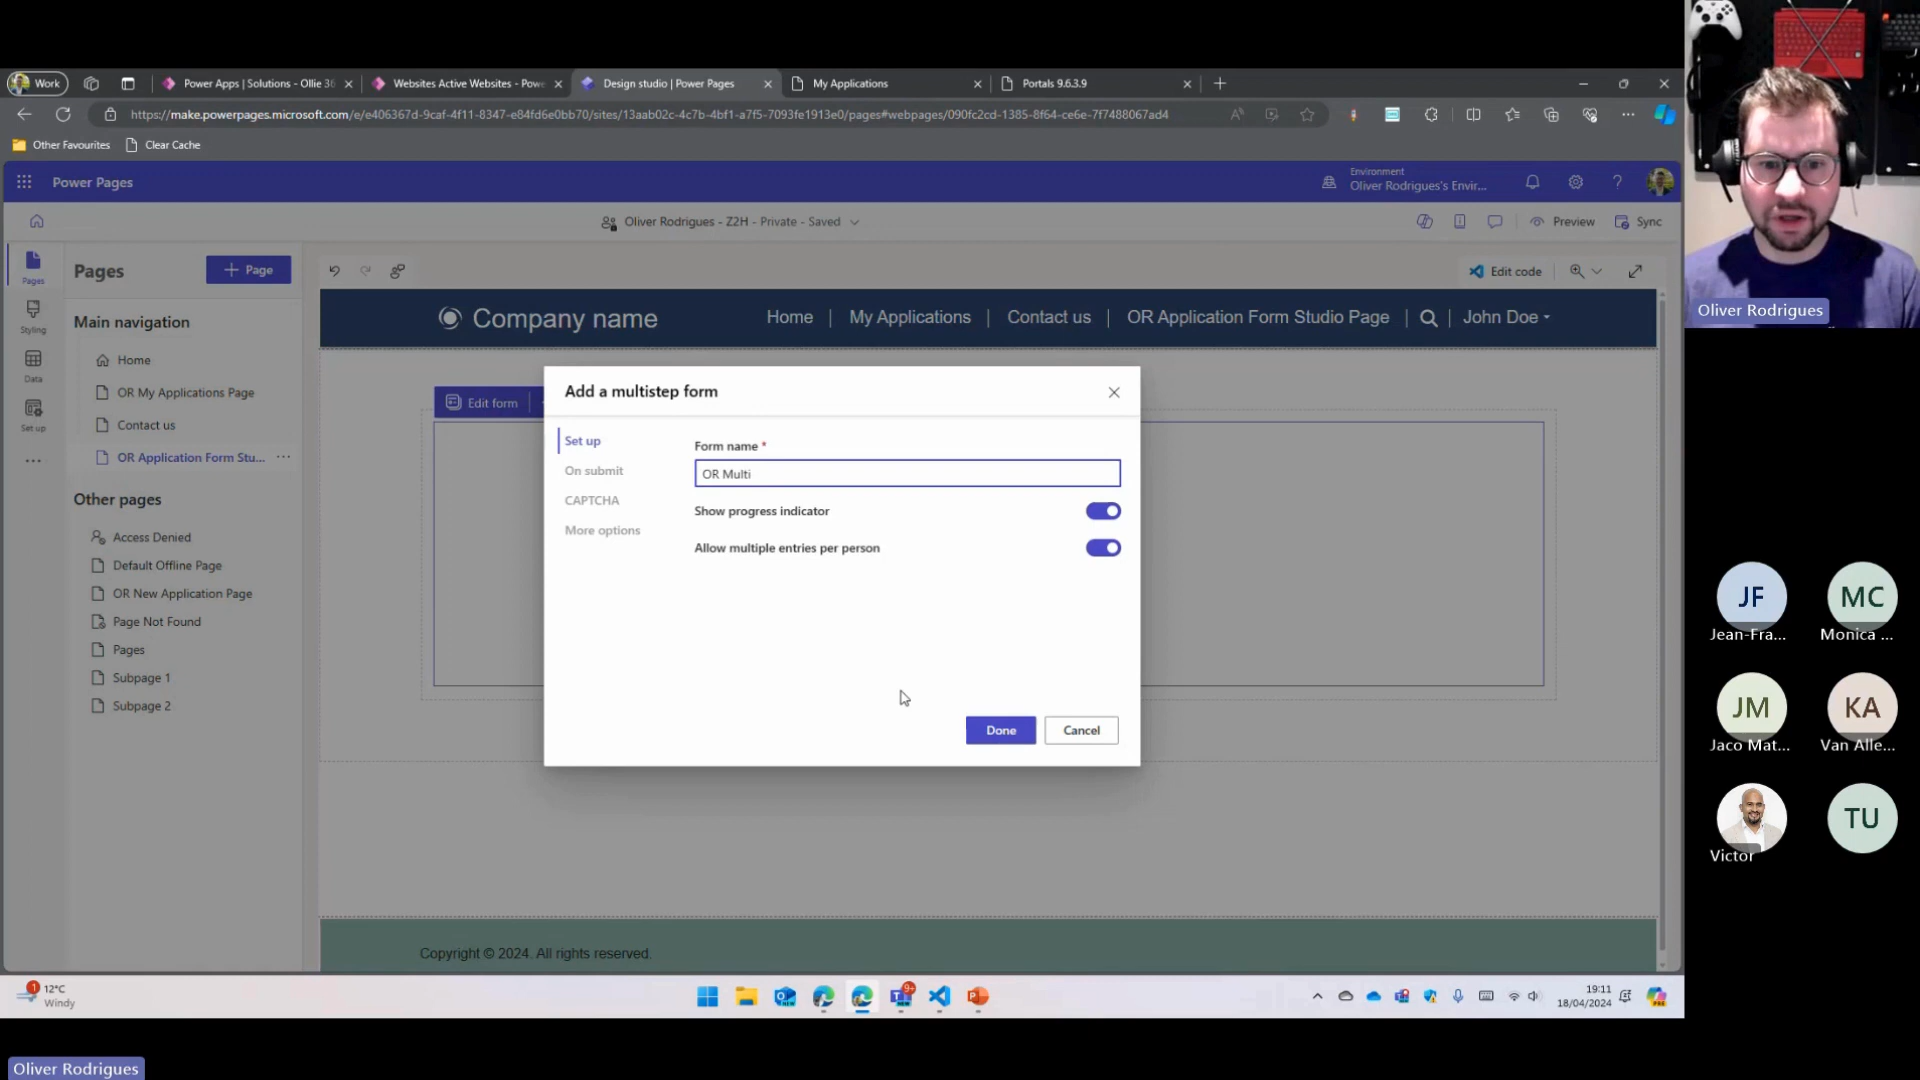 Work
Power Apps | Solutions - Ollie 36
Websites Active Websites - Powe
Design studio | Power Pages
My Applications
Portals 9.6.3.9
https://make.powerpages.microsoft.com/e/e406367d-9caf-4f11-8347-e84fd6e0bb70/sites/13aab02c-4c7b-4bf1-a7f5-7093fe1913e0/pages#webpages/090fc2cd-1385-8f64-ce6e-7f7488067ad4
Other Favourites
Clear Cache
Power Pages
Environment
Oliver Rodrigues's Envir...
Oliver Rodrigues - Z2H - Private - Saved
Preview
Sync
Pages
Styling
Data
Set up
Pages
+ Page
Main navigation
Home
OR My Applications Page
Contact us
OR Application Form Stu...
Other pages
Access Denied
Default Offline Page
OR New Application Page
Page Not Found
Pages
Subpage 1
Subpage 2
Edit code
Company name
Home | My Applications | Contact us | OR Application Form Studio Page | John Doe
Edit form
Add a multistep form
Set up
On submit
CAPTCHA
More options
Form name *
OR Multi
Show progress indicator
Allow multiple entries per person
Done
Cancel
Copyright © 2024. All rights reserved.
1
12°C
Windy
9+
19:11
18/04/2024
Oliver Rodrigues
JF
Jean-Fra...
MC
Monica ...
JM
Jaco Mat...
KA
Van Alle...
Victor
TU
Oliver Rodrigues